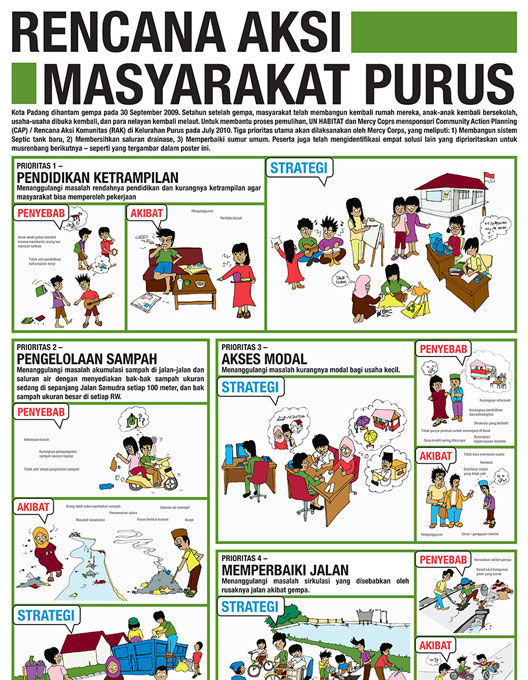 RENCANA AKSI
MASYARAKAT PURUS
Kota Padang dihantam gempa pada 30 September 2009. Setahun setelah gempa, masyarakat telah membangun kembali rumah mereka, anak-anak kembali bersekolah,
usaha-usaha dibuka kembali, dan para nelayan kembali melaut. Untuk membantu proses pemulihan, UN HABITAT dan Mercy Coprs mensponsori Community Action Planning
(CAP) / Rencana Aksi Komunitas (RAK) di Kelurahan Purus pada July 2010. Tiga prioritas utama akan dilaksanakan oleh Mercy Corps, yang meliputi: 1) Membangun sistem
Septic tank baru, 2) Membersihkan saluran drainase, 3) Memperbaiki sumur umum. Peserta juga telah mengidentifikasi empat solusi lain yang diprioritaskan untuk
musrenbang berikutnya – seperti yang tergambar dalam poster ini.
PRIORITAS 1 –
PENDIDIKAN KETRAMPILAN
Menanggulangi masalah rendahnya pendidikan dan kurangnya ketrampilan agar
masyarakat bisa memperoleh pekerjaan
PENYEBAB
Anak-anak putus sekolah
karena membantu orang tua
mencari nafkah
Tidak ada pendidikan
ketrampilan kerja
AKIBAT
Pengangguran
Perilaku buruk
STRATEGI
PRIORITAS 2 –
PENGELOLAAN SAMPAH
Menanggulangi masalah akumulasi sampah di jalan-jalan dan
saluran air dengan menyediakan bak-bak sampah ukuran
sedang di sepanjang Jalan Samudra setiap 100 meter, dan bak
sampah ukuran besar di setiap RW.
PENYEBAB
Kebiasaan buruk
Kurangnya pengangkutan
sampah secara reguler
Tidak ada tekad pengolahan sampah
AKIBAT
Orang lebih suka membakar sampah
Saluran air mampat
Pencemaran udara
Masalah kesehatan
Purus terlihat kumuh
Banjir
STRATEGI
PRIORITAS 3 –
AKSES MODAL
Menanggulangi masalah kurangnya modal bagi usaha kecil.
STRATEGI
PENYEBAB
Kurangnya informasi
Kurangnya pendidikan
dan ketrampilan
Birokrasi yang berbelit
Tidak punya jaminan untuk meminjam di Bank
Dana kredit sering dikorupsi
Kurangnya
kepercayaan investor
AKIBAT
Tidak bisa membuka usaha
Rentenir
Distribusi modal
yang tidak adil
Pengangguran
Stres / gangguan mental
PRIORITAS 4 –
MEMPERBAIKI JALAN
Menanggulangi masalah sirkulasi yang disebabkan oleh
rusaknya jalan akibat gempa.
STRATEGI
PENYEBAB
Kerusakan akibat gempa
Konstruksi bangunan
jalan yang buruk
AKIBAT